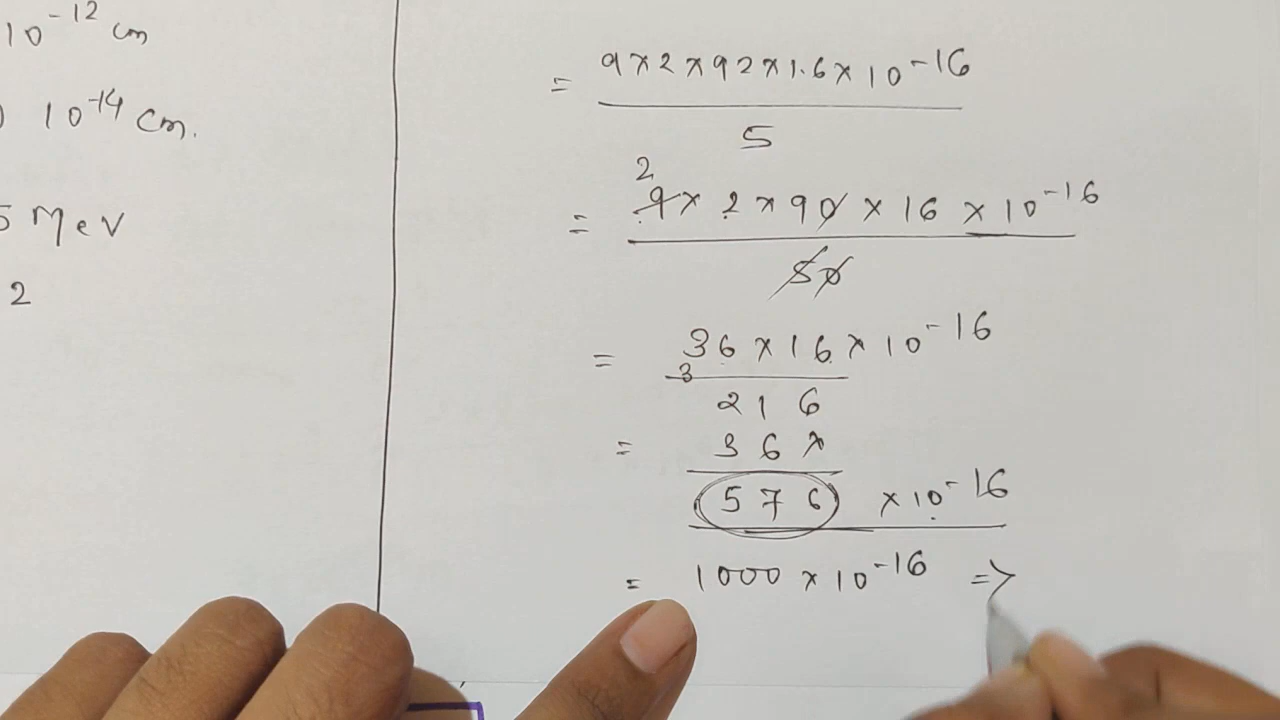 10⁻¹² cm
) 10⁻¹⁴ cm.
5 MeV
2
= 9 x 2 x 92 x 1.6 x 10⁻¹⁶
5
2
= 9 x 2 x 90 x 16 x 10⁻¹⁶
50
= 36 x 16 x 10⁻¹⁶
3
216
= 36x
576 x 10⁻¹⁶
= 1000 x 10⁻¹⁶ =>